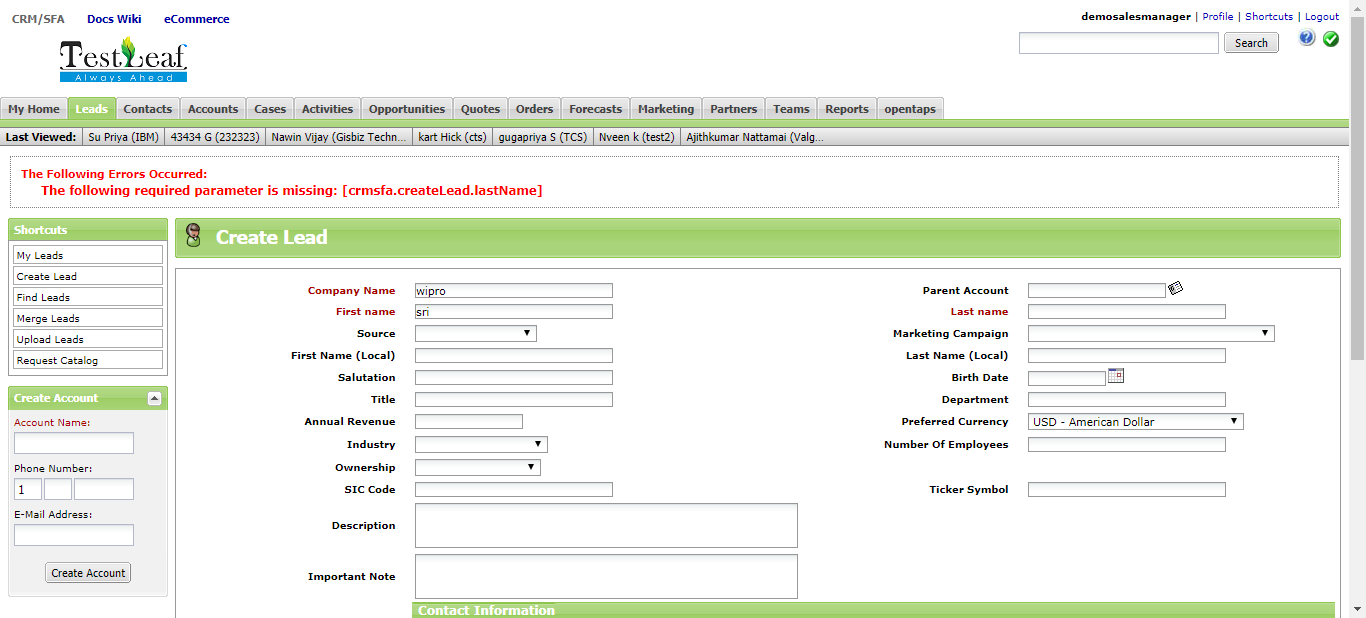 CRM/SFA Docs Wiki eCommerce
demosalesmanager | Profile | Shortcuts | Logout
Search
TestLeaf
Always Ahead
My Home Leads Contacts Accounts Cases Activities Opportunities Quotes Orders Forecasts Marketing Partners Teams Reports opentaps
Last Viewed: Su Priya (IBM) 43434 G (232323) Nawin Vijay (Gisbiz Techn... kart Hick (cts) gugapriya S (TCS) Nveen k (test2) Ajithkumar Nattamai (Valg...
The Following Errors Occurred:
The following required parameter is missing: [crmsfa.createLead.lastName]
Shortcuts
My Leads
Create Lead
Find Leads
Merge Leads
Upload Leads
Request Catalog
Create Account
Account Name:
Phone Number:
1
E-Mail Address:
Create Account
Create Lead
Company Name wipro Parent Account
First name sri Last name
Source Marketing Campaign
First Name (Local) Last Name (Local)
Salutation Birth Date
Title Department
Annual Revenue Preferred Currency USD - American Dollar
Industry Number Of Employees
Ownership
SIC Code Ticker Symbol
Description
Important Note
Contact Information